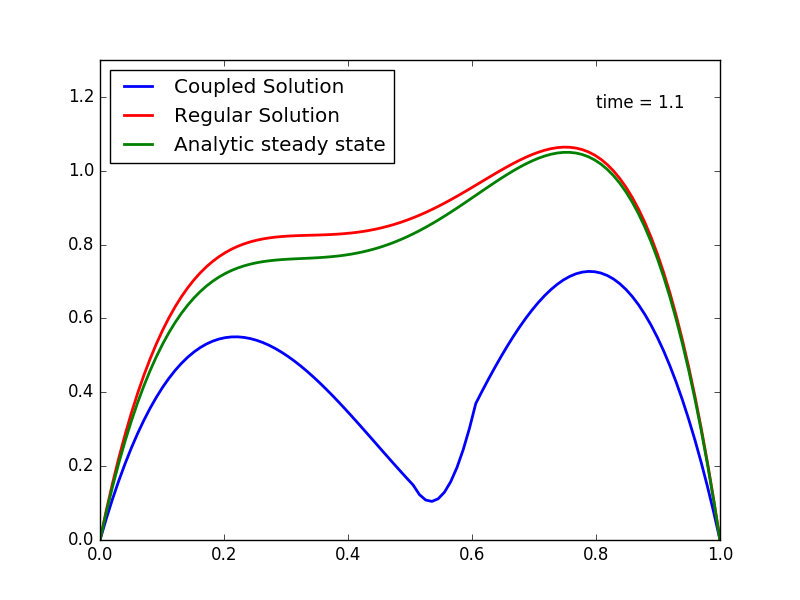 Coupled Solution
Regular Solution
Analytic steady state
time = 1.1
1.2
1.0
0.8
0.6
0.4
0.2
0.0
0.0 0.2 0.4 0.6 0.8 1.0